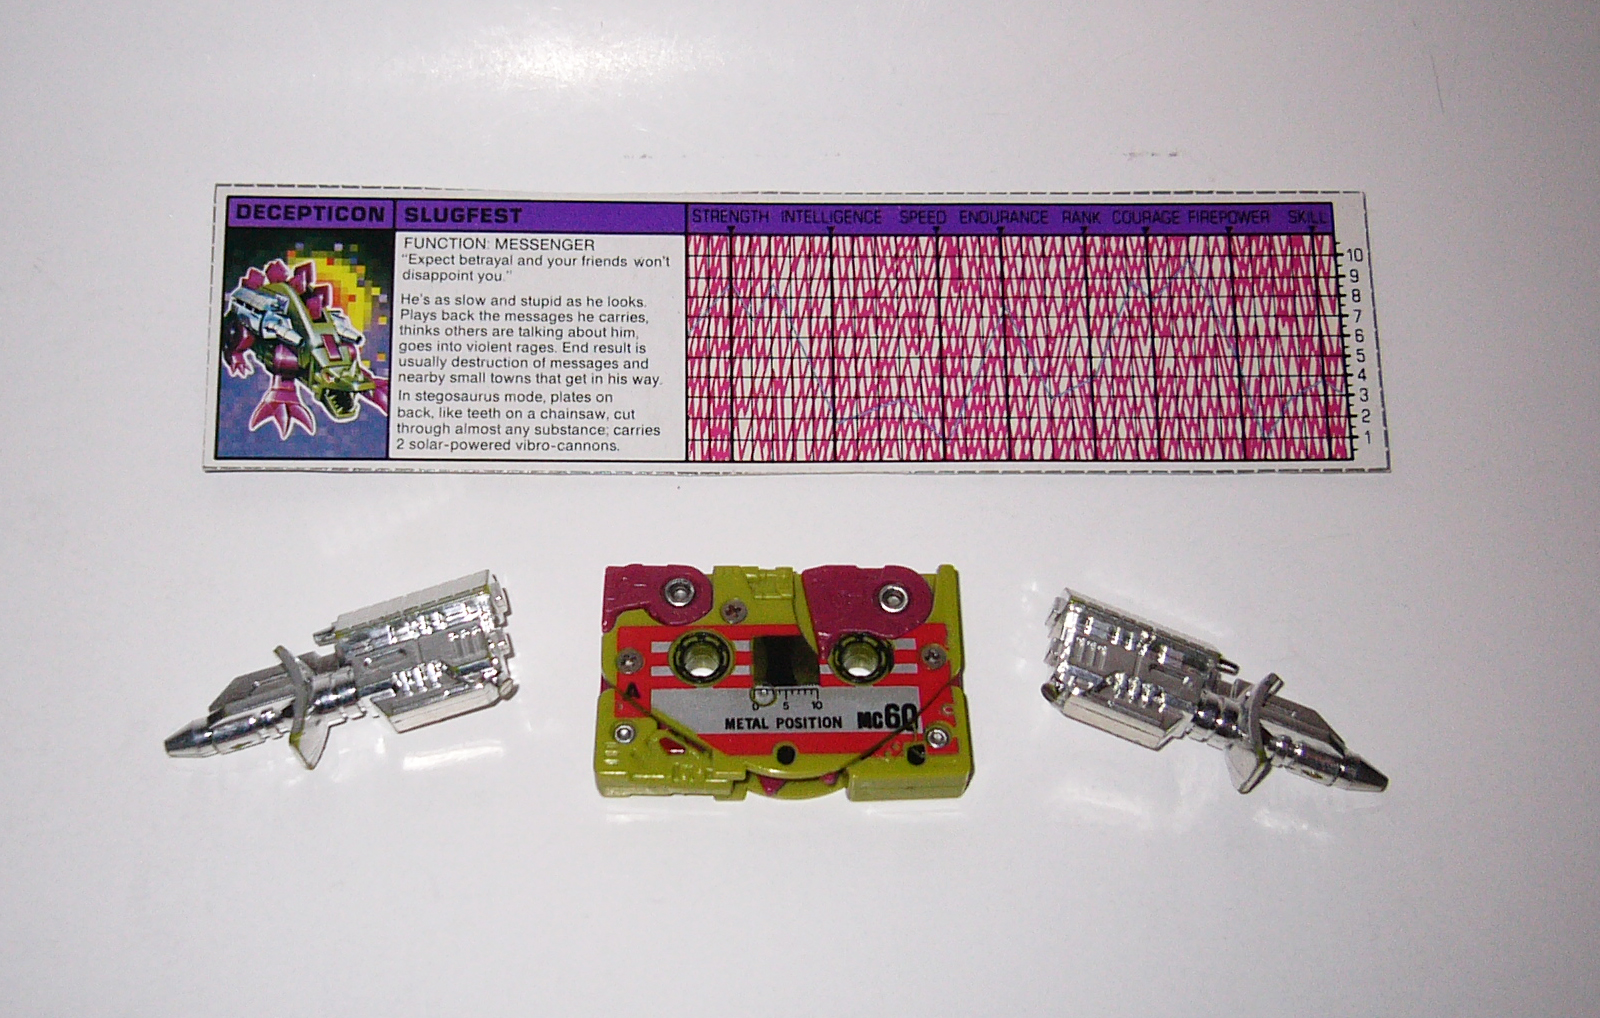 DECEPTICON
SLUGFEST
STRENGTH INTELLIGENCE SPEED ENDURANCE RANK COURAGE FIREPOWER SKILL
FUNCTION: MESSENGER
"Expect betrayal and your friends won't
disappoint you."
He's as slow and stupid as he looks.
Plays back the messages he carries,
thinks others are talking about him,
goes into violent rages. End result is
usually destruction of messages and
nearby small towns that get in his way.
In stegosaurus mode, plates on
back, like teeth on a chainsaw, cut
through almost any substance; carries
2 solar-powered vibro-cannons.
10
9
8
7
6
5
4
3
2
1
A
0 5 10
METAL POSITION MC60